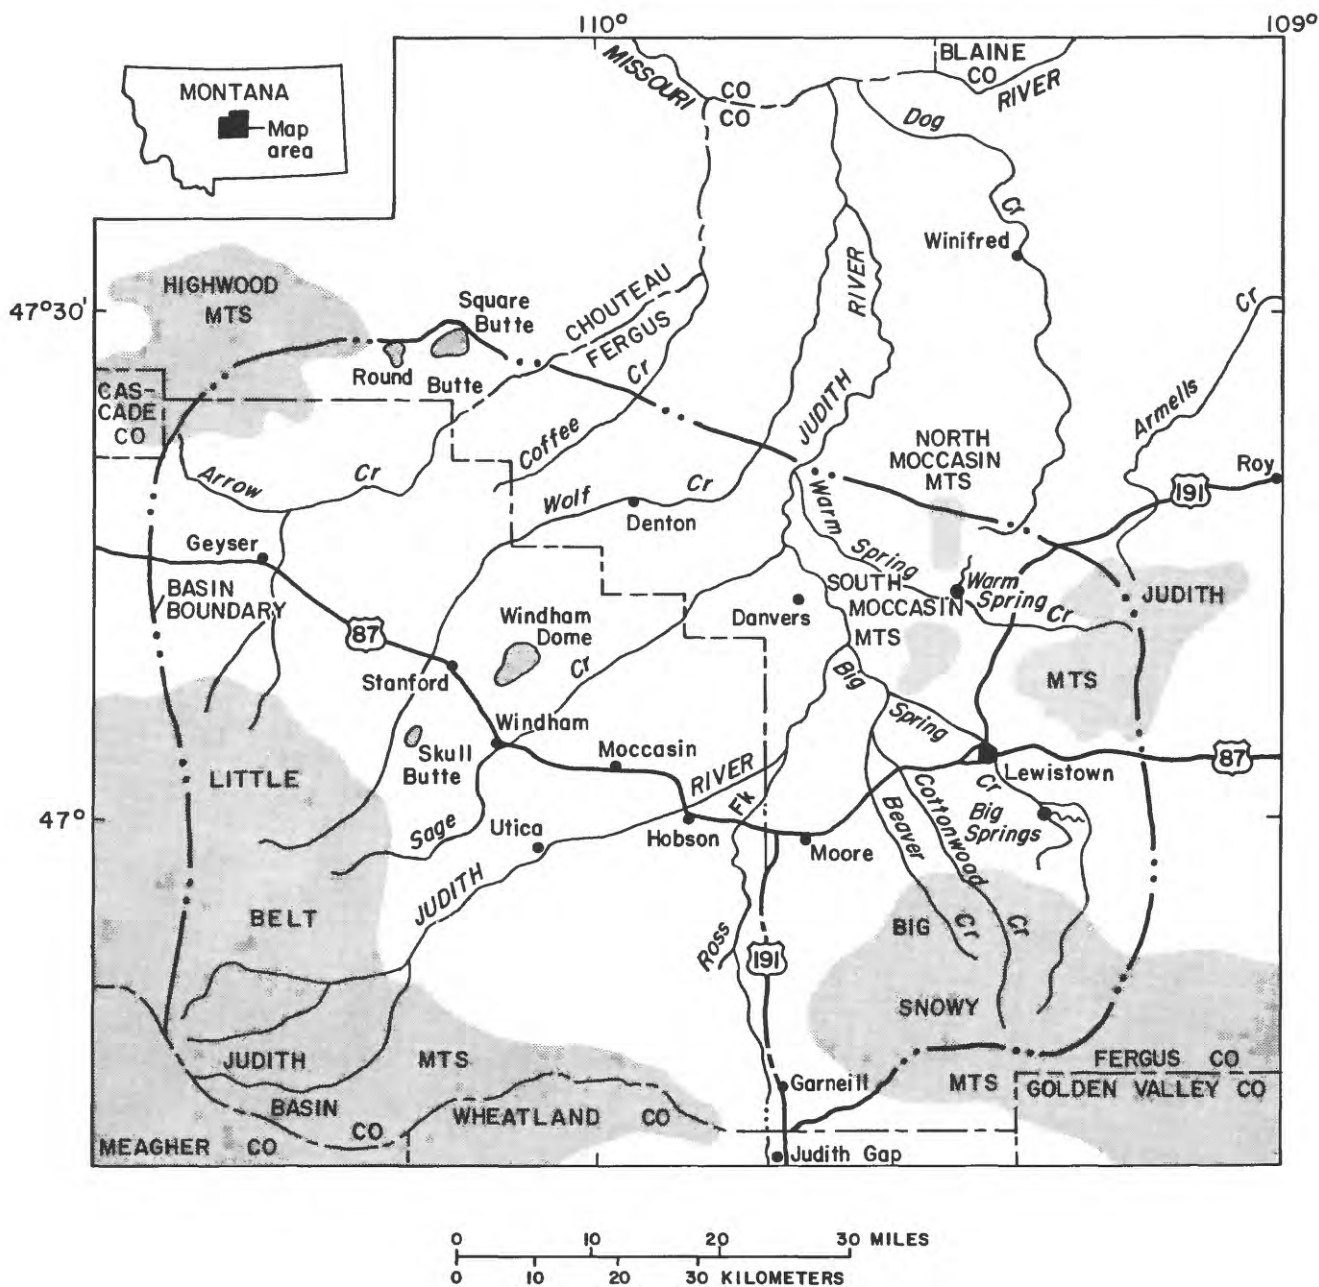 110°
109°
MONTANA
Map
area
MISSOURI
CO
CO
BLAINE
CO
RIVER
Dog
Cr
Winifred
HIGHWOOD
MTS
47°30'
Square
Butte
Round
Butte
CHOUTEAU
FERGUS
Cr
Coffee
RIVER
JUDITH
Cr
Armells
CAS-
CADE
CO
Arrow
Cr
Wolf
Cr
Denton
NORTH
MOCCASIN
MTS
Roy
191
Warm
Spring
Geyser
BASIN
BOUNDARY
87
Windham
Dome
Cr
Danvers
SOUTH
MOCCASIN
MTS
Warm
Spring
Cr
JUDITH
MTS
Stanford
Windham
Skull
Butte
Moccasin
Big
Spring
Cr
Lewistown
87
LITTLE
BELT
MTS
47°
Sage
Utica
RIVER
JUDITH
Hobson
Fk
Ross
Moore
Beaver
Cr
Cottonwood
Cr
Big
Springs
191
BIG
SNOWY
MTS
JUDITH
BASIN
CO
WHEATLAND
CO
MEAGHER CO
Garneill
Judith Gap
FERGUS CO
GOLDEN VALLEY CO
0 10 20 30 MILES
0 10 20 30 KILOMETERS